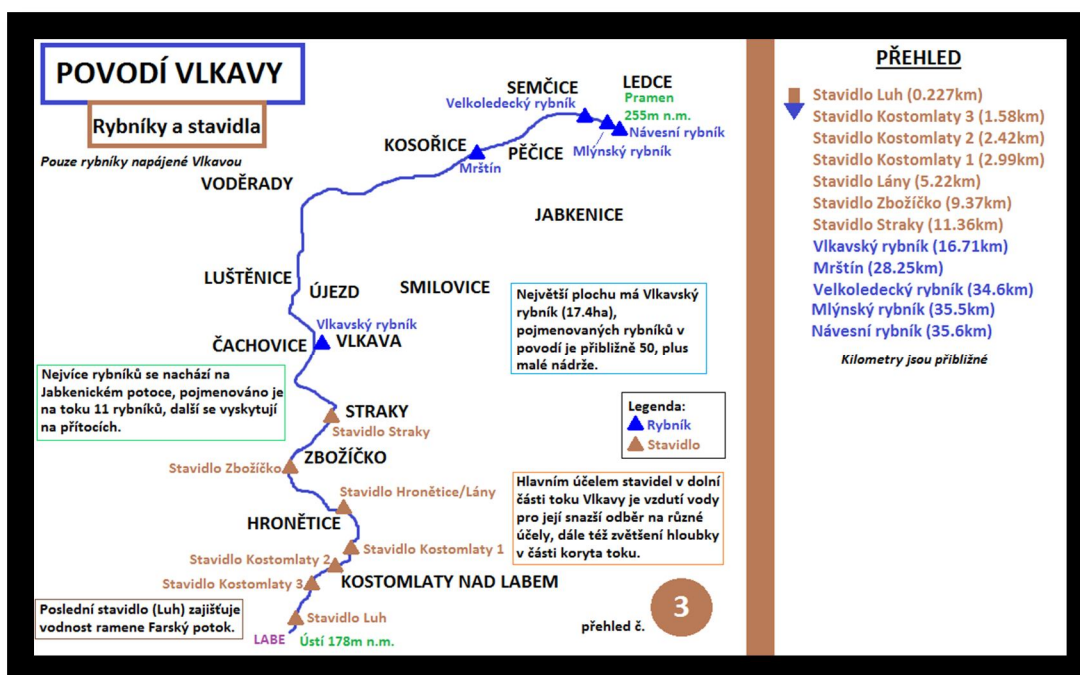 POVODÍ VLKAVY
Rybníky a stavidla
Pouze rybníky napájené Vlkavou
SEMČICE
LEDCE
Velkoledecký rybník
Pramen
255m n.m.
Návesní rybník
Mlýnský rybník
KOSOŘICE
PĚČICE
Mrštín
VODĚRADY
JABKENICE
LUŠTĚNICE
ÚJEZD
SMILOVICE
Vlkavský rybník
ČACHOVICE
VLKAVA
Největší plochu má Vlkavský
rybník (17.4ha),
pojmenovaných rybníků v
povodí je přibližně 50, plus
malé nádrže.
Nejvíce rybníků se nachází na
Jabkenickém potoce, pojmenováno je
na toku 11 rybníků, další se vyskytují
na přítocích.
STRAKY
Stavidlo Straky
Legenda:
Rybník
Stavidlo
ZBOŽÍČKO
Stavidlo Zbožíčko
Stavidlo Hronětice/Lány
HRONĚTICE
Hlavním účelem stavidel v dolní
části toku Vlkavy je vzdutí vody
pro její snazší odběr na různé
účely, dále též zvětšení hloubky
v části koryta toku.
Stavidlo Kostomlaty 1
Stavidlo Kostomlaty 2
Stavidlo Kostomlaty 3
KOSTOMLATY NAD LABEM
Poslední stavidlo (Luh) zajišťuje
vodnost ramene Farský potok.
Stavidlo Luh
LABE
Ústí 178m n.m.
přehled č.
3
PŘEHLED
Stavidlo Luh (0.227km)
Stavidlo Kostomlaty 3 (1.58km)
Stavidlo Kostomlaty 2 (2.42km)
Stavidlo Kostomlaty 1 (2.99km)
Stavidlo Lány (5.22km)
Stavidlo Zbožíčko (9.37km)
Stavidlo Straky (11.36km)
Vlkavský rybník (16.71km)
Mrštín (28.25km)
Velkoledecký rybník (34.6km)
Mlýnský rybník (35.5km)
Návesní rybník (35.6km)
Kilometry jsou přibližné